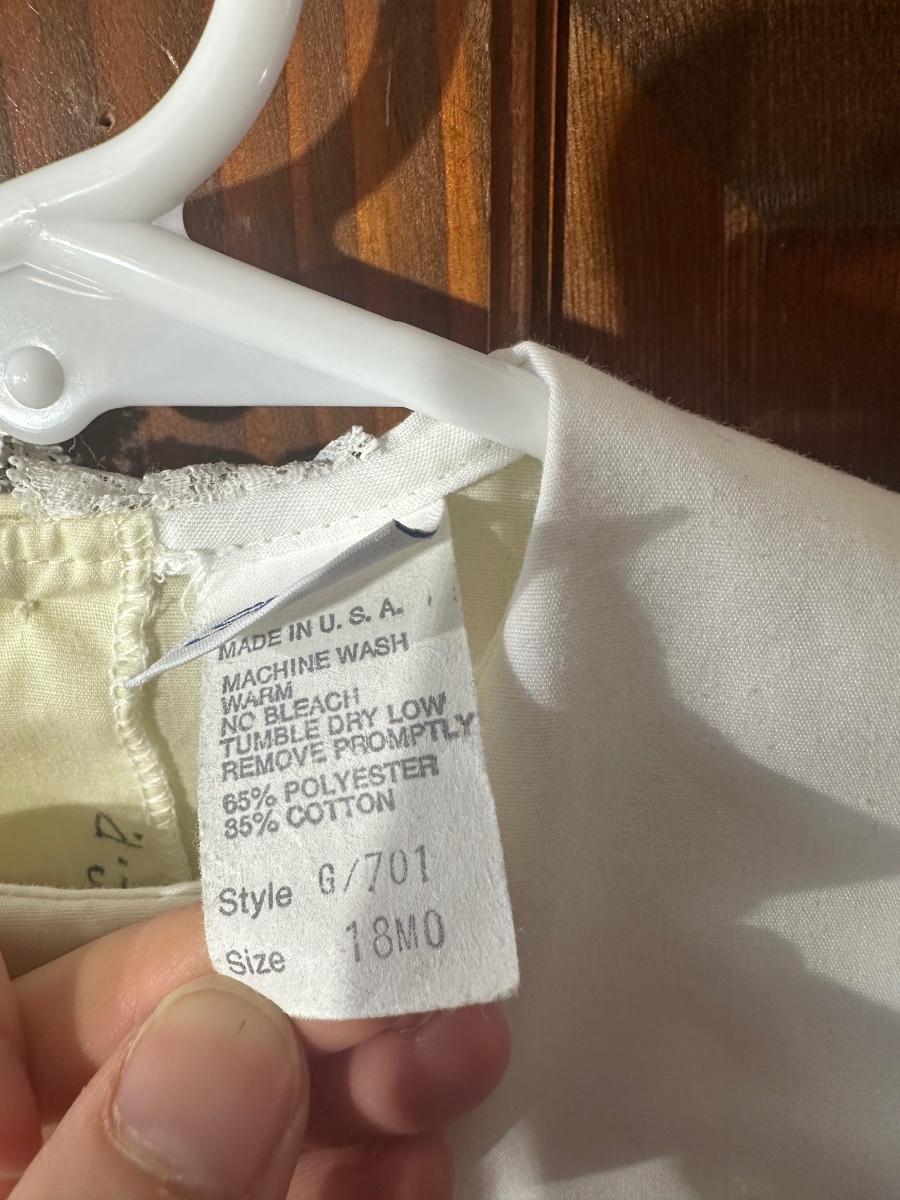 MADE IN U. S. A.
MACHINE WASH
WARM
NO BLEACH
TUMBLE DRY LOW
REMOVE PROMPTLY
65% POLYESTER
35% COTTON
Style G/701
Size 18MO